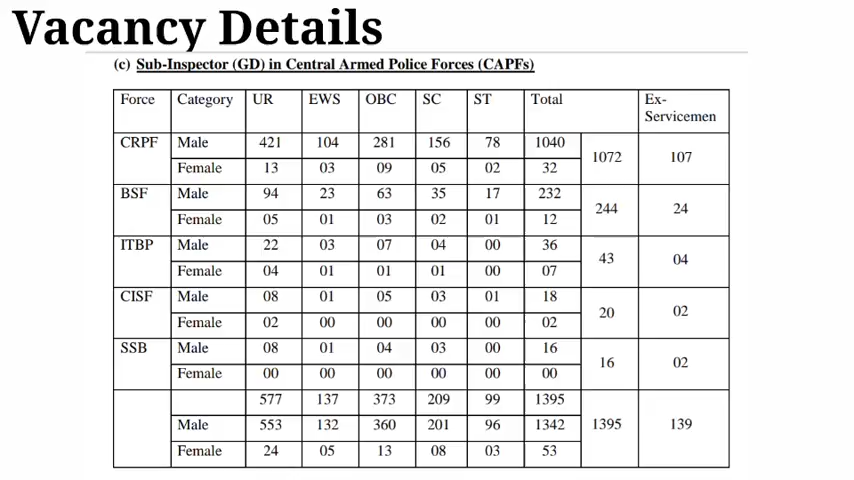 Vacancy Details
(c) Sub-Inspector (GD) in Central Armed Police Forces (CAPFs)
Force Category UR EWS OBC SC ST Total Ex-Servicemen
CRPF Male 421 104 281 156 78 1040 1072 107
Female 13 03 09 05 02 32
BSF Male 94 23 63 35 17 232 244 24
Female 05 01 03 02 01 12
ITBP Male 22 03 07 04 00 36 43 04
Female 04 01 01 01 00 07
CISF Male 08 01 05 03 01 18 20 02
Female 02 00 00 00 00 02
SSB Male 08 01 04 03 00 16 16 02
Female 00 00 00 00 00 00
577 137 373 209 99 1395
Male 553 132 360 201 96 1342 1395 139
Female 24 05 13 08 03 53